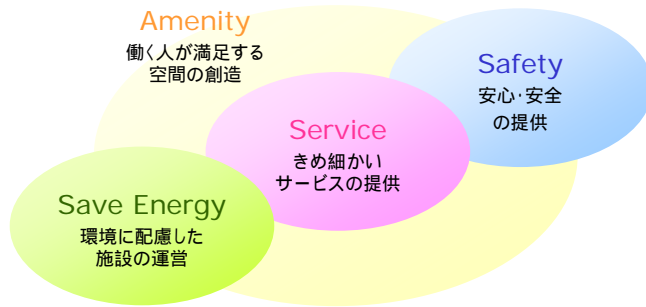 Amenity
働く人が満足する
空間の創造
Safety
安心･安全
の提供
Service
きめ細かい
サービスの提供
Save Energy
環境に配慮した
施設の運営